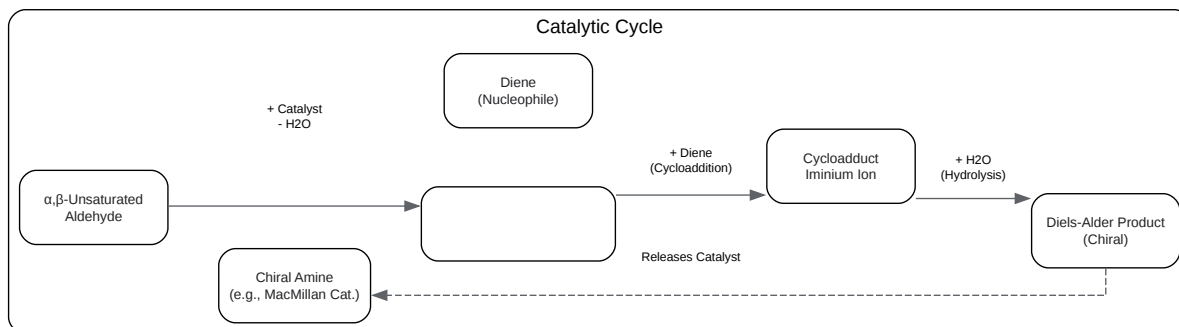 Catalytic Cycle
Diene
(Nucleophile)
+ Catalyst
- H2O
+ Diene
(Cycloaddition)
Cycloadduct
Iminium Ion
+ H2O
(Hydrolysis)
α,β-Unsaturated
Aldehyde
Diels-Alder Product
(Chiral)
Releases Catalyst
Chiral Amine
(e.g., MacMillan Cat.)